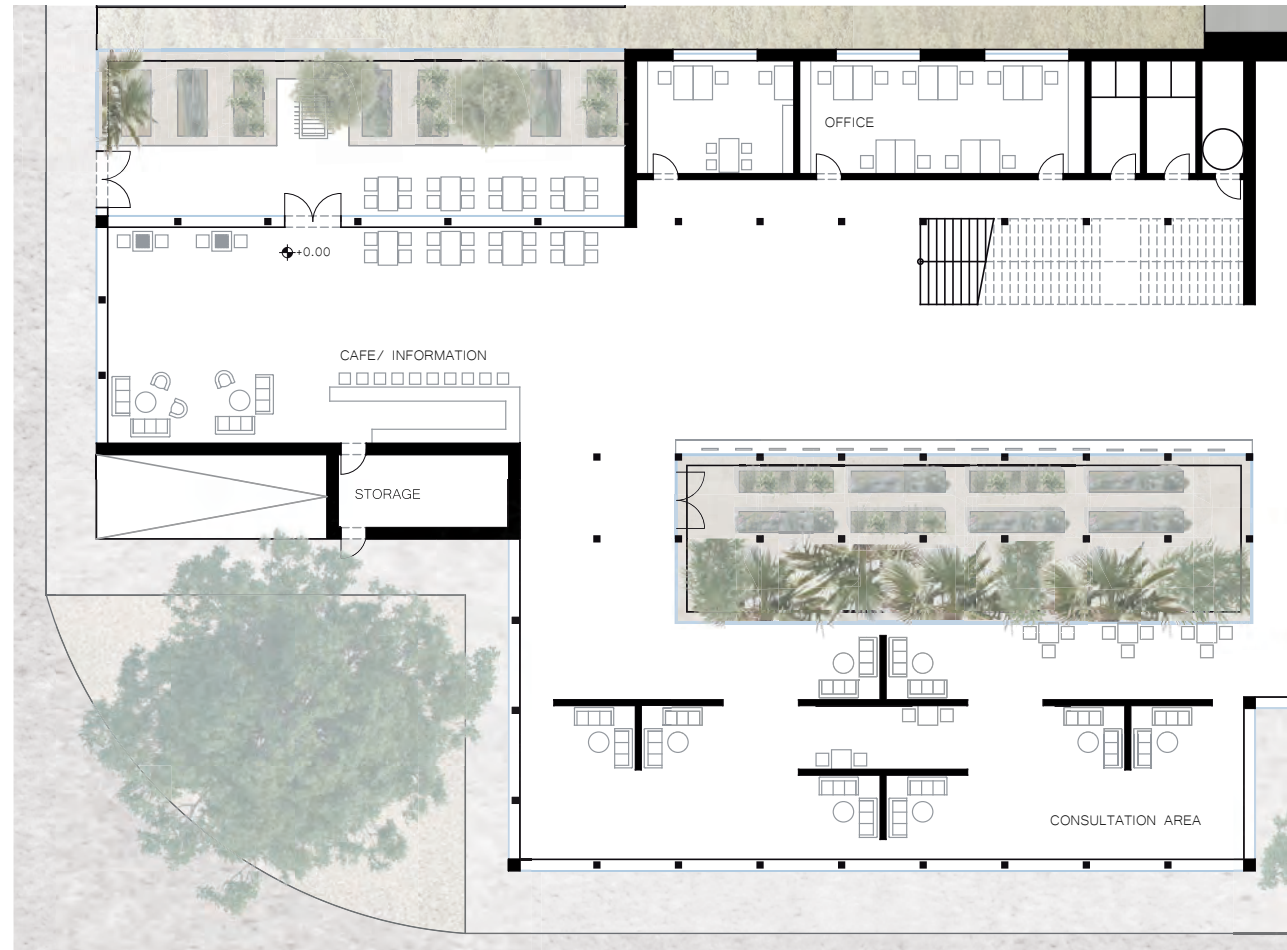 OFFICE
+0.00
CAFE/ INFORMATION
STORAGE
CONSULTATION AREA